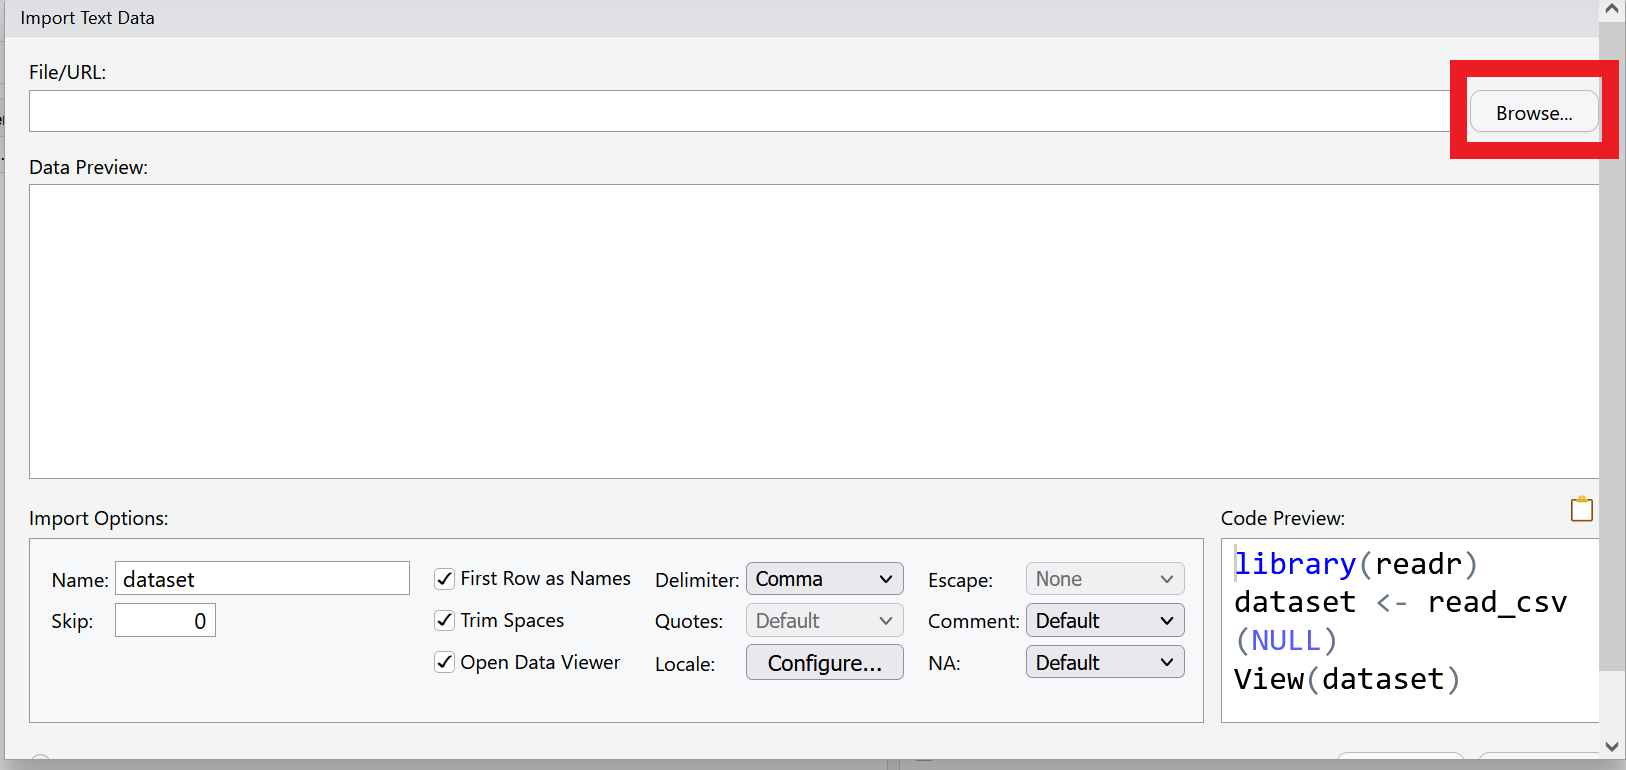 Import Text Data
File/URL:
Browse...
Data Preview:
Import Options:
Code Preview:
Name: dataset
First Row as Names
Delimiter: Comma
Escape: None
Skip: 0
Trim Spaces
Quotes: Default
Comment: Default
Open Data Viewer
Locale: Configure...
NA: Default
library(readr)
dataset <- read_csv
(NULL)
View(dataset)